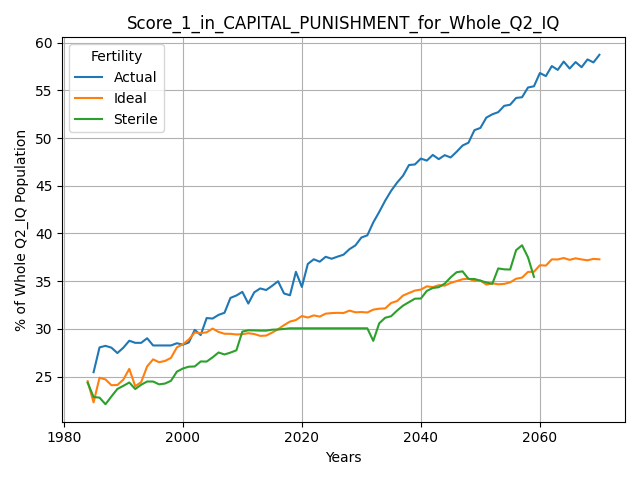 Score_1_in_CAPITAL_PUNISHMENT_for_Whole_Q2_IQ
% of Whole Q2_IQ Population
60
55
50
45
40
35
30
25
Fertility
Actual
Ideal
Sterile
1980
2000
2020
2040
2060
Years